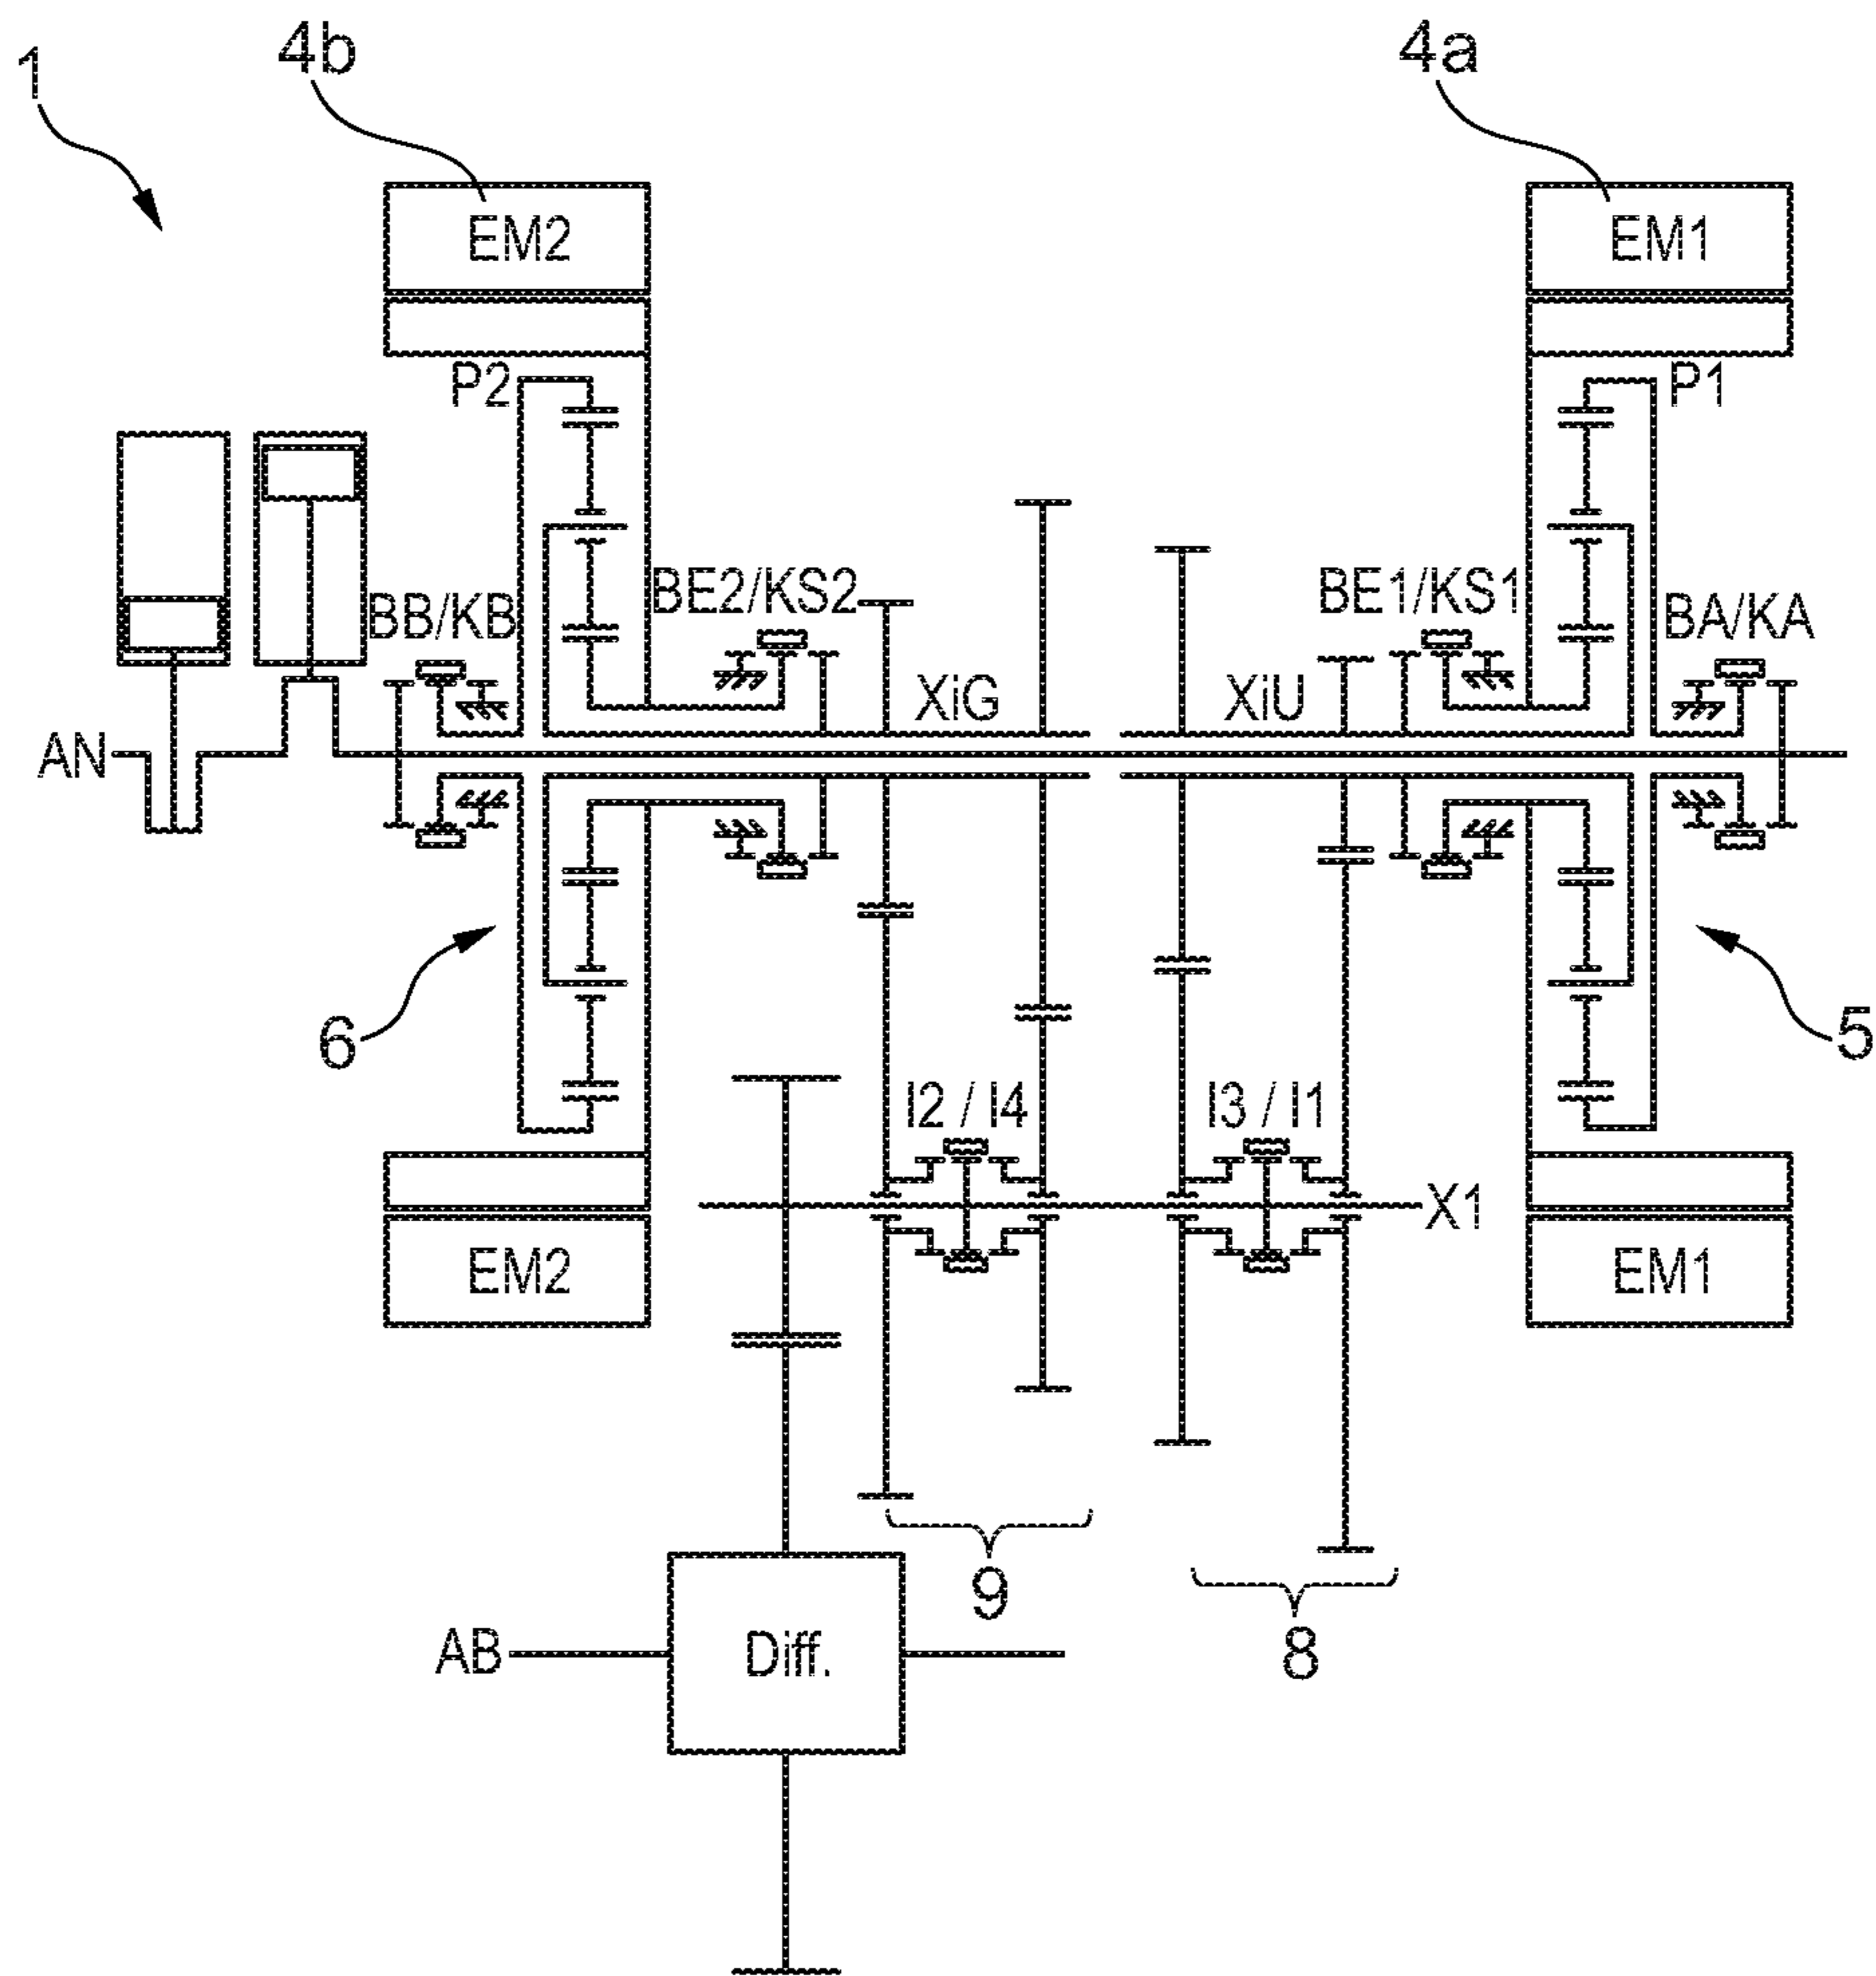 1
4b
4a
EM2
EM1
P2
P1
BB/KB
BE2/KS2
BE1/KS1
BA/KA
XiG
XiU
AN
6
5
I2 / I4
I3 / I1
X1
EM2
EM1
9
8
AB
Diff.